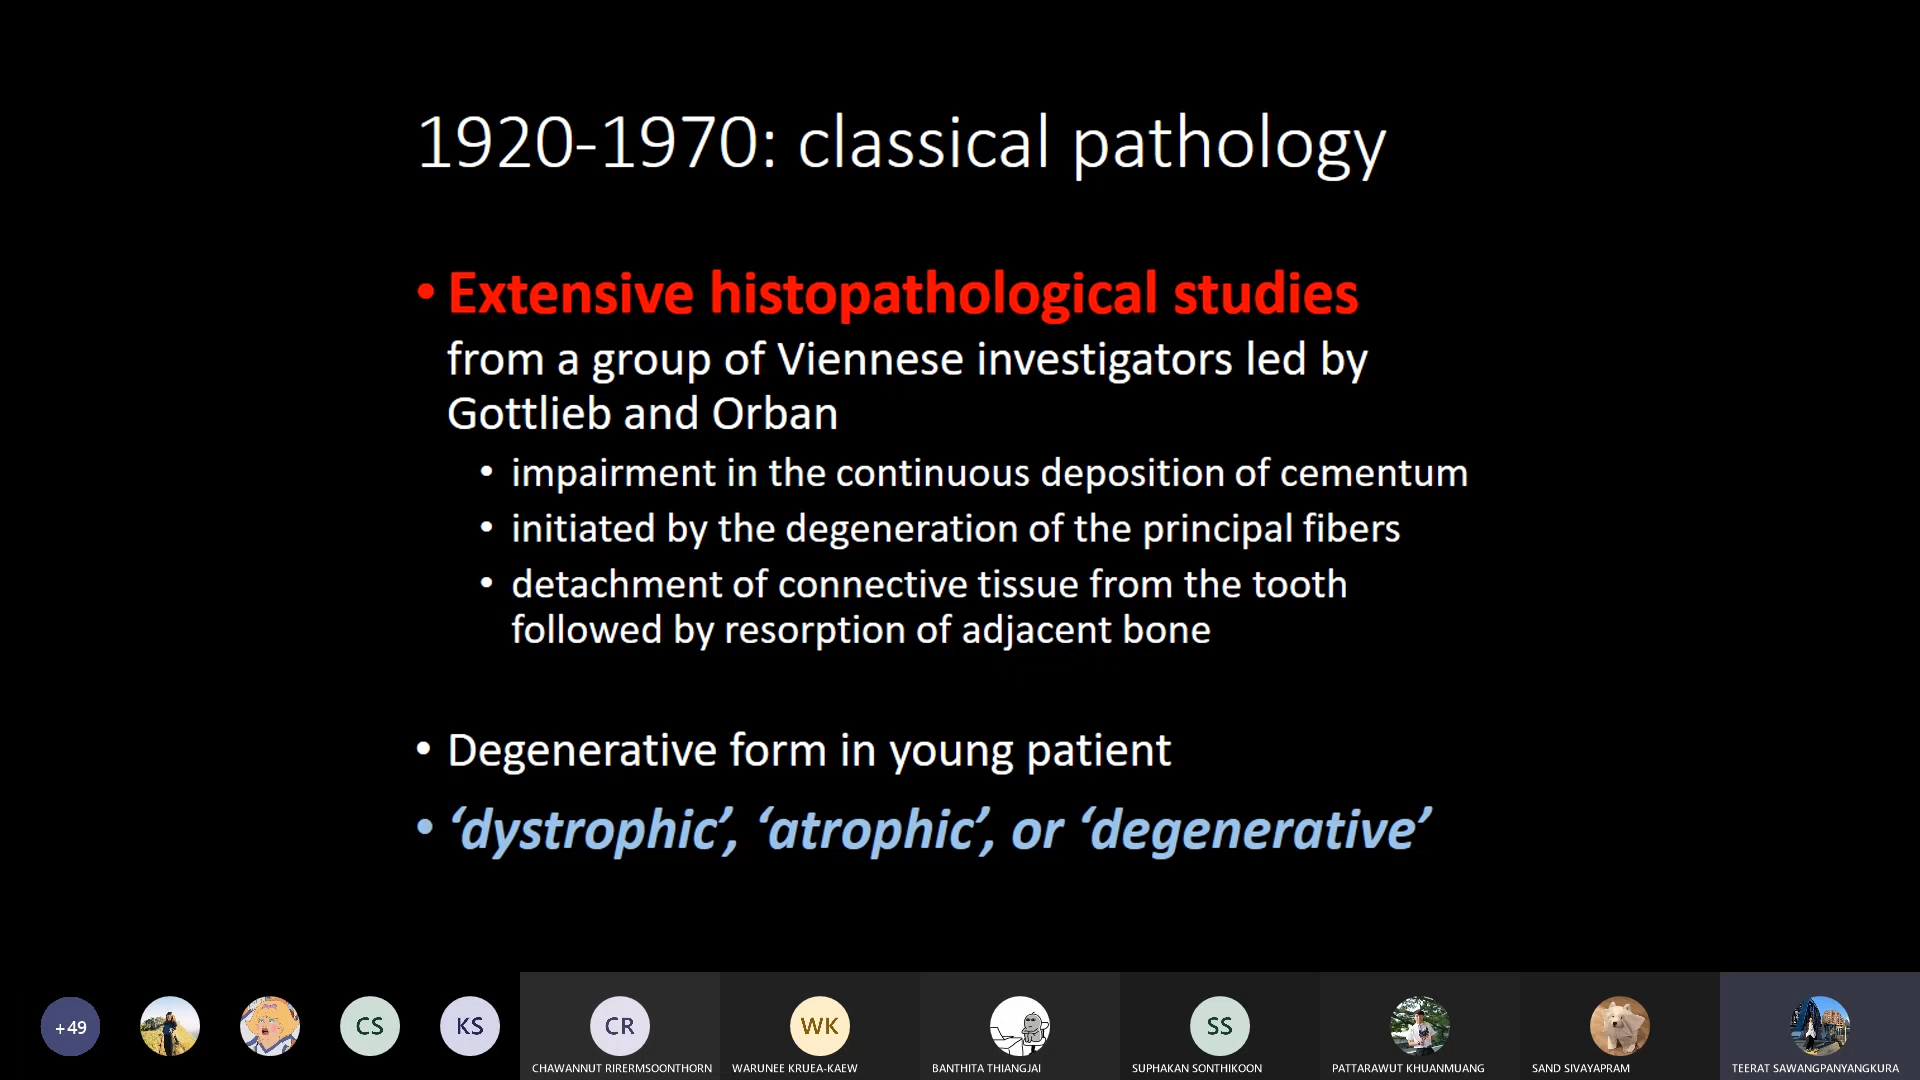 1920-1970: classical pathology
• Extensive histopathological studies
from a group of Viennese investigators led by
Gottlieb and Orban
• impairment in the continuous deposition of cementum
• initiated by the degeneration of the principal fibers
• detachment of connective tissue from the tooth
followed by resorption of adjacent bone
• Degenerative form in young patient
• ‘dystrophic’, ‘atrophic’, or ‘degenerative’
+49
CS
KS
CR
WK
SS
CHAWANNUT RIRERMSOONTHORN
WARUNEE KRUEA-KAEW
BANTHITA THIANGJAI
SUPHAKAN SONTHIKOON
PATTARAWUT KHUANMUANG
SAND SIVAYAPRAM
TEERAT SAWANGPANYANGKURA